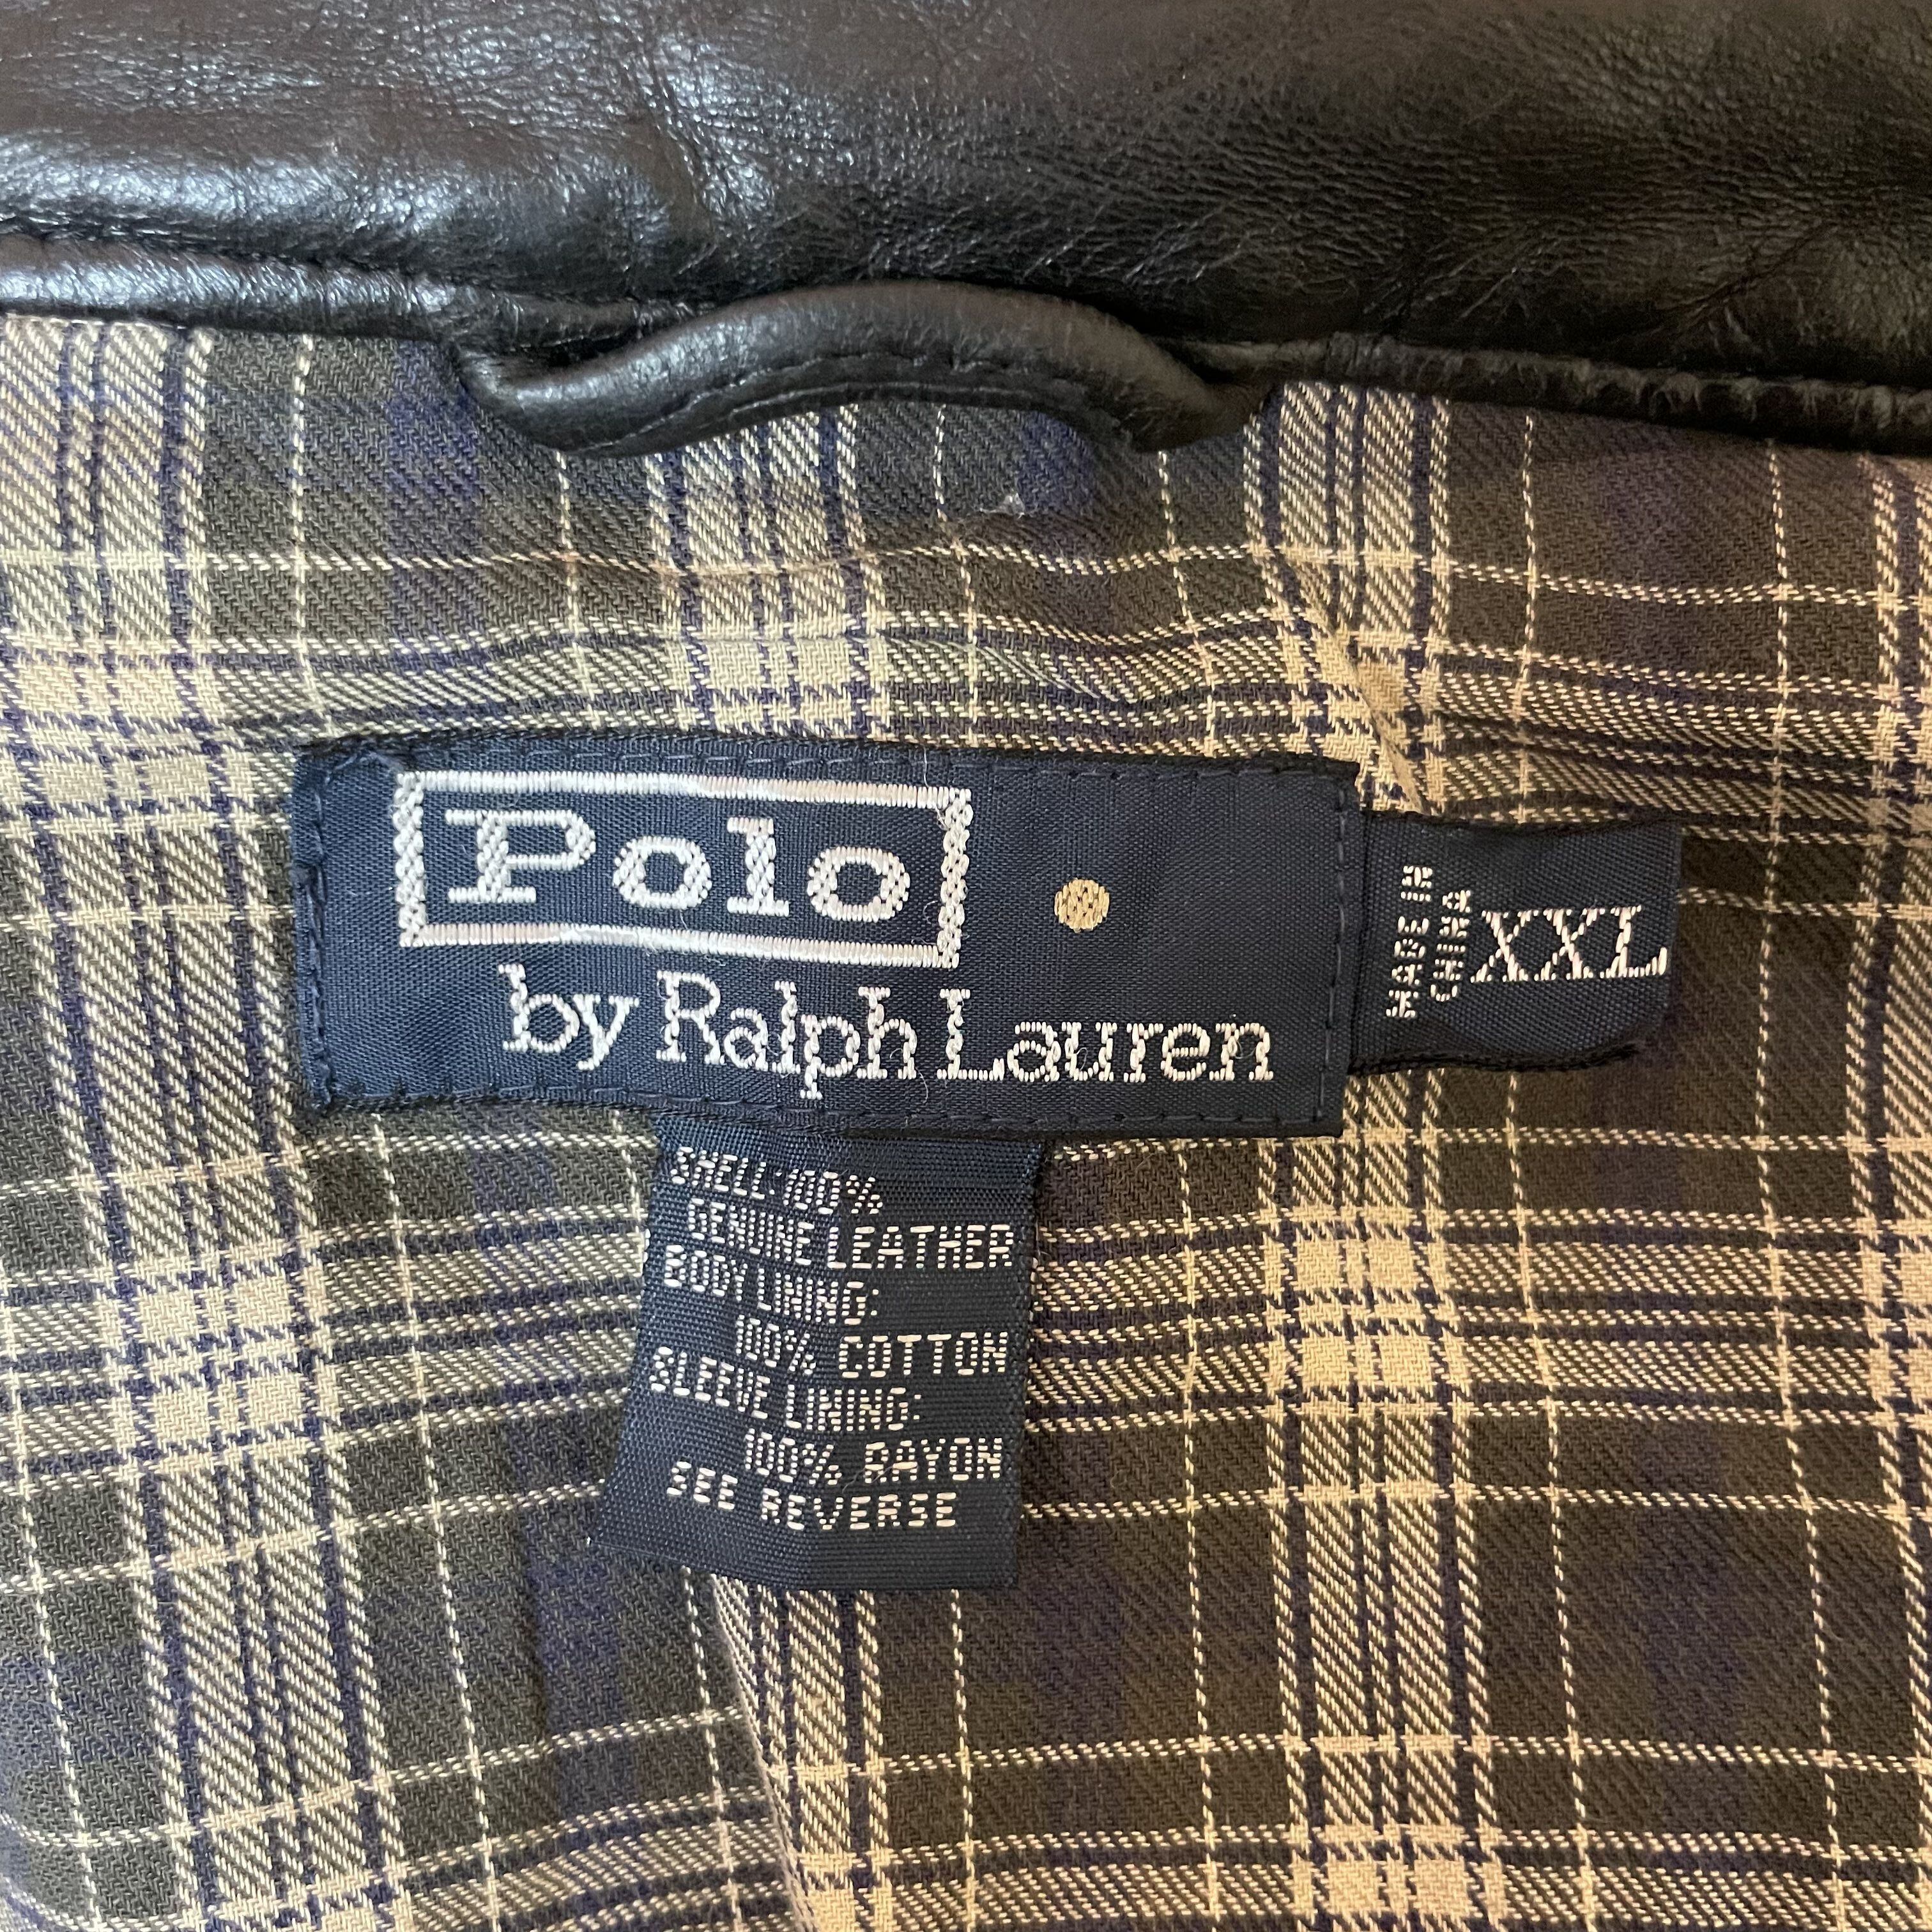 Polo
by Ralph Lauren
MADE IN
CHINA
XXL
SHELL:100%
GENUINE LEATHER
BODY LINING:
100% COTTON
SLEEVE LINING:
100% RAYON
SEE REVERSE